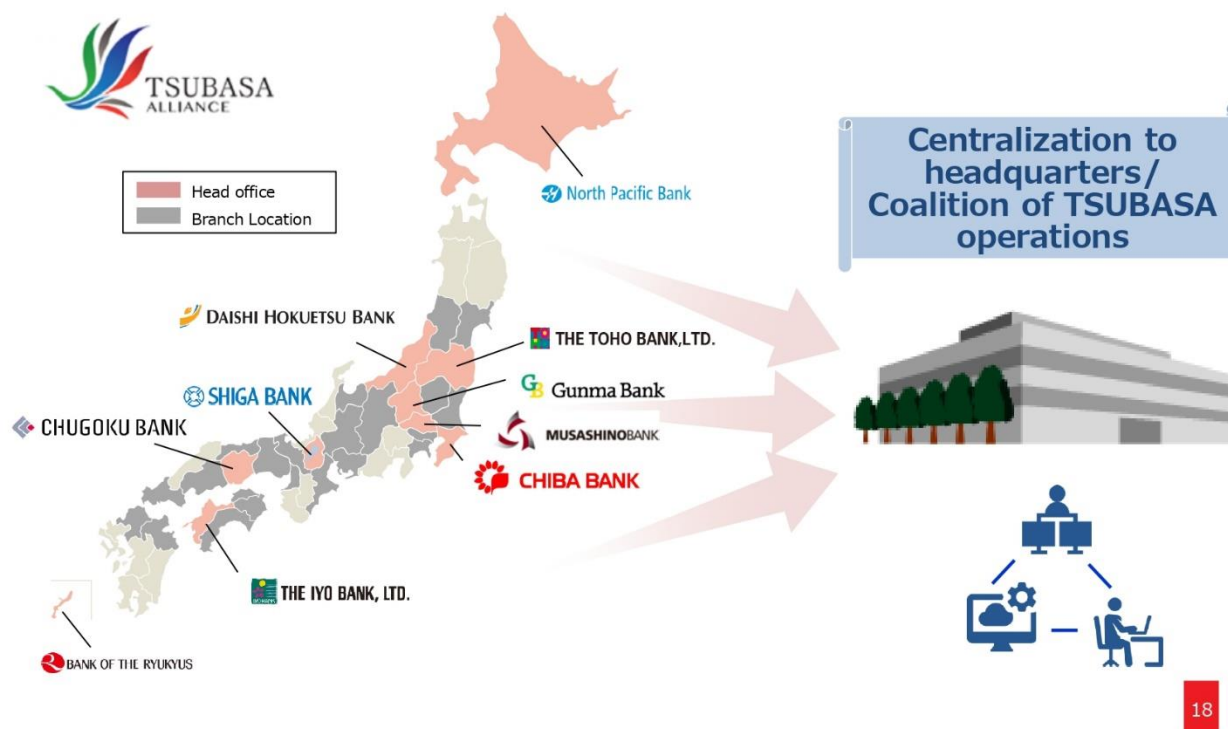 TSUBASA
ALLIANCE
Head office
Branch Location
North Pacific Bank
DAISHI HOKUETSU BANK
THE TOHO BANK,LTD.
SHIGA BANK
GB Gunma Bank
CHUGOKU BANK
MUSASHINOBANK
CHIBA BANK
THE IYO BANK, LTD.
BANK OF THE RYUKYUS
Centralization to
headquarters/
Coalition of TSUBASA
operations
18